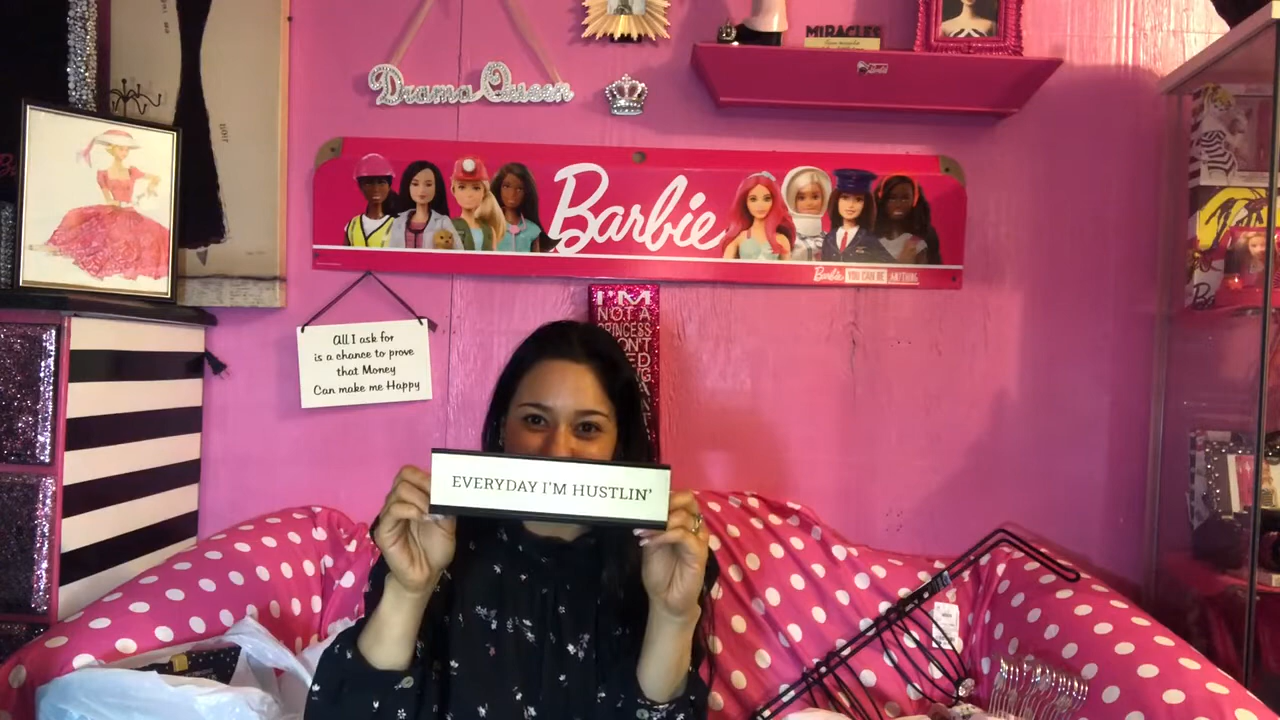 MIRACLES
Drama Queen
Barbie
Barbie YOU CAN BE ANYTHING
All I ask for
is a chance to prove
that Money
Can make me Happy
I'M
NOT A
PRINCESS
EVERYDAY I'M HUSTLIN'